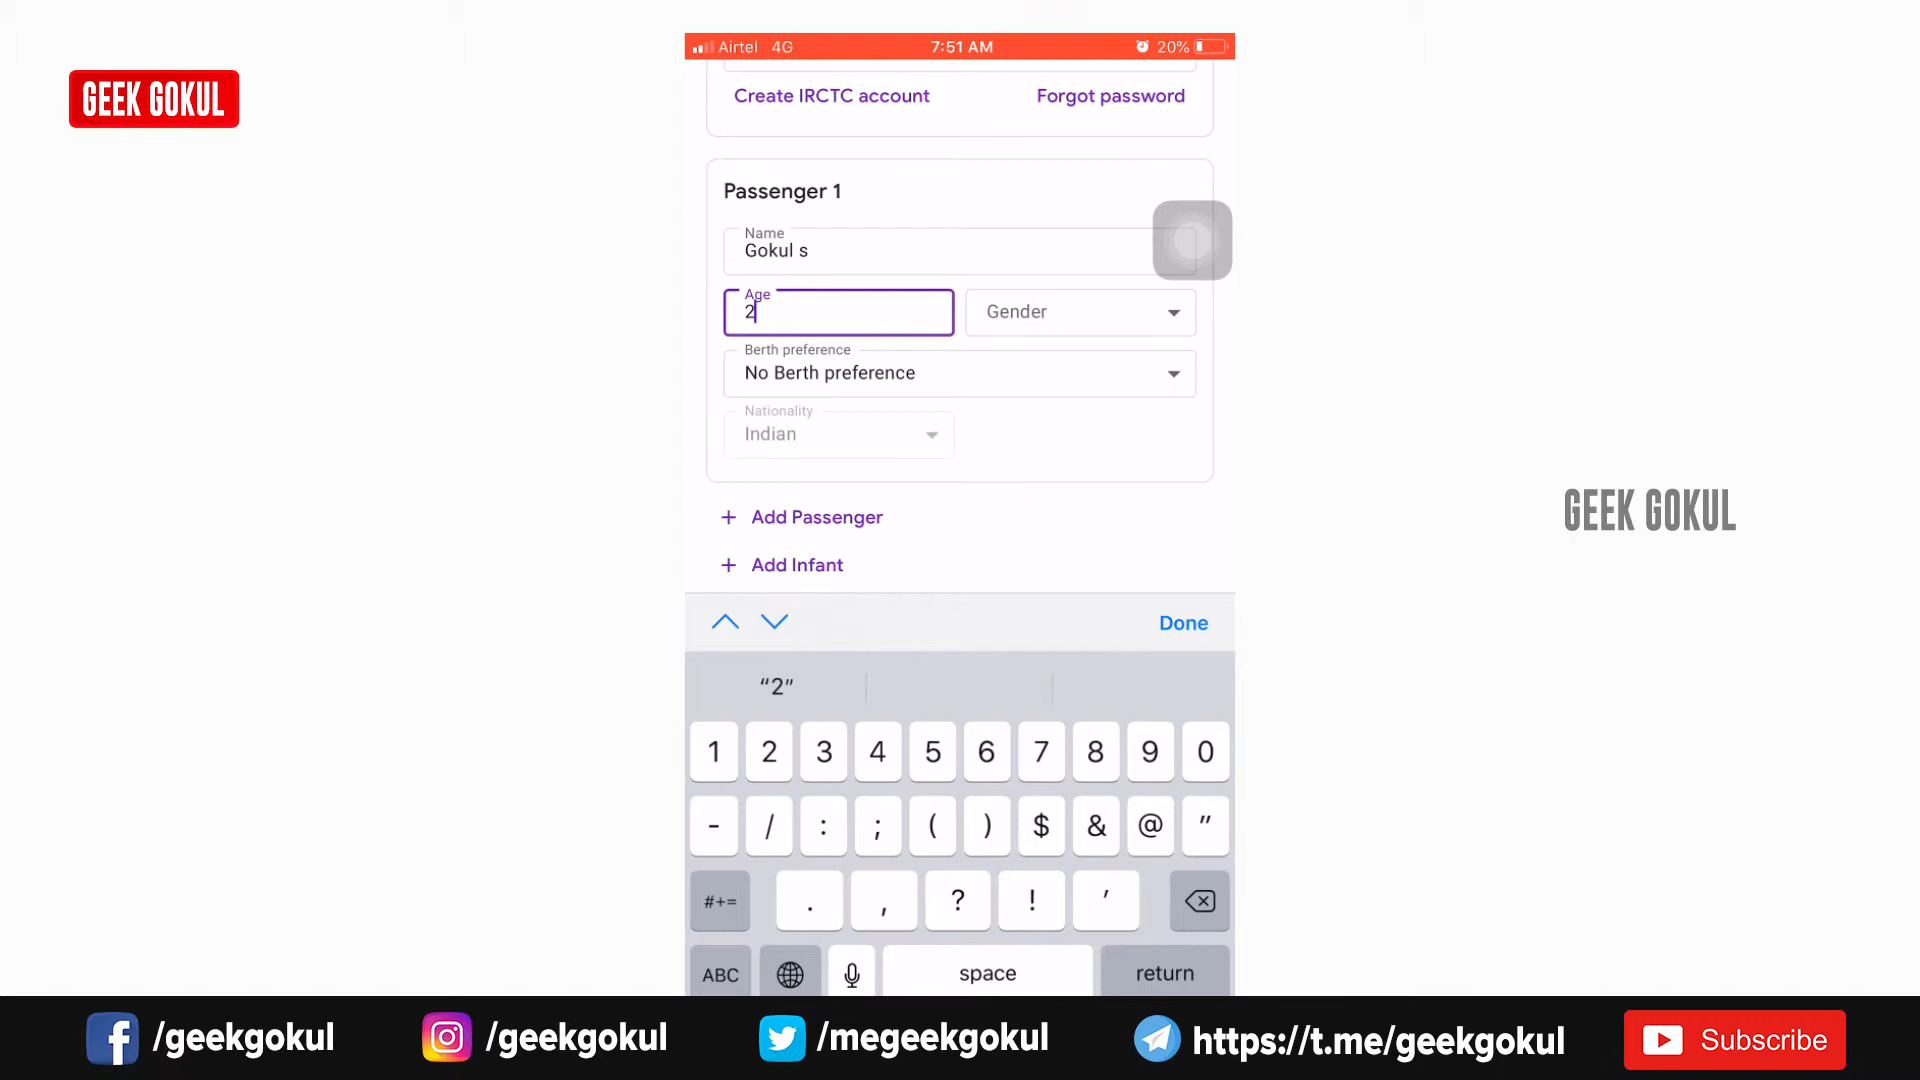 GEEK GOKUL
Airtel 4G 7:51 AM 20%
Create IRCTC account Forgot password
Passenger 1
Name
Gokul s
Age
2 Gender
Berth preference
No Berth preference
Nationality
Indian
+ Add Passenger
+ Add Infant
GEEK GOKUL
Done
“2”
1 2 3 4 5 6 7 8 9 0
- / : ; ( ) $ & @ "
#+= . , ? ! '
ABC space return
/geekgokul /geekgokul /megeekgokul https://t.me/geekgokul Subscribe